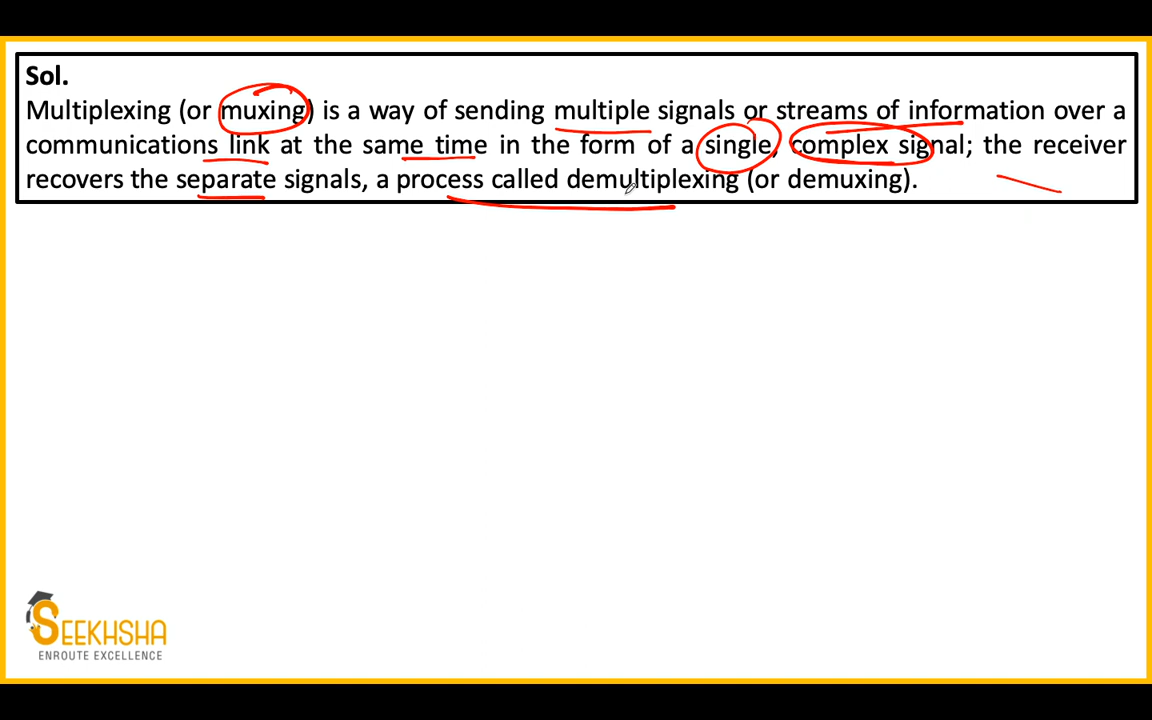 Sol.
Multiplexing (or muxing) is a way of sending multiple signals or streams of information over a
communications link at the same time in the form of a single, complex signal; the receiver
recovers the separate signals, a process called demultiplexing (or demuxing).
SEEKHSHA
ENROUTE EXCELLENCE